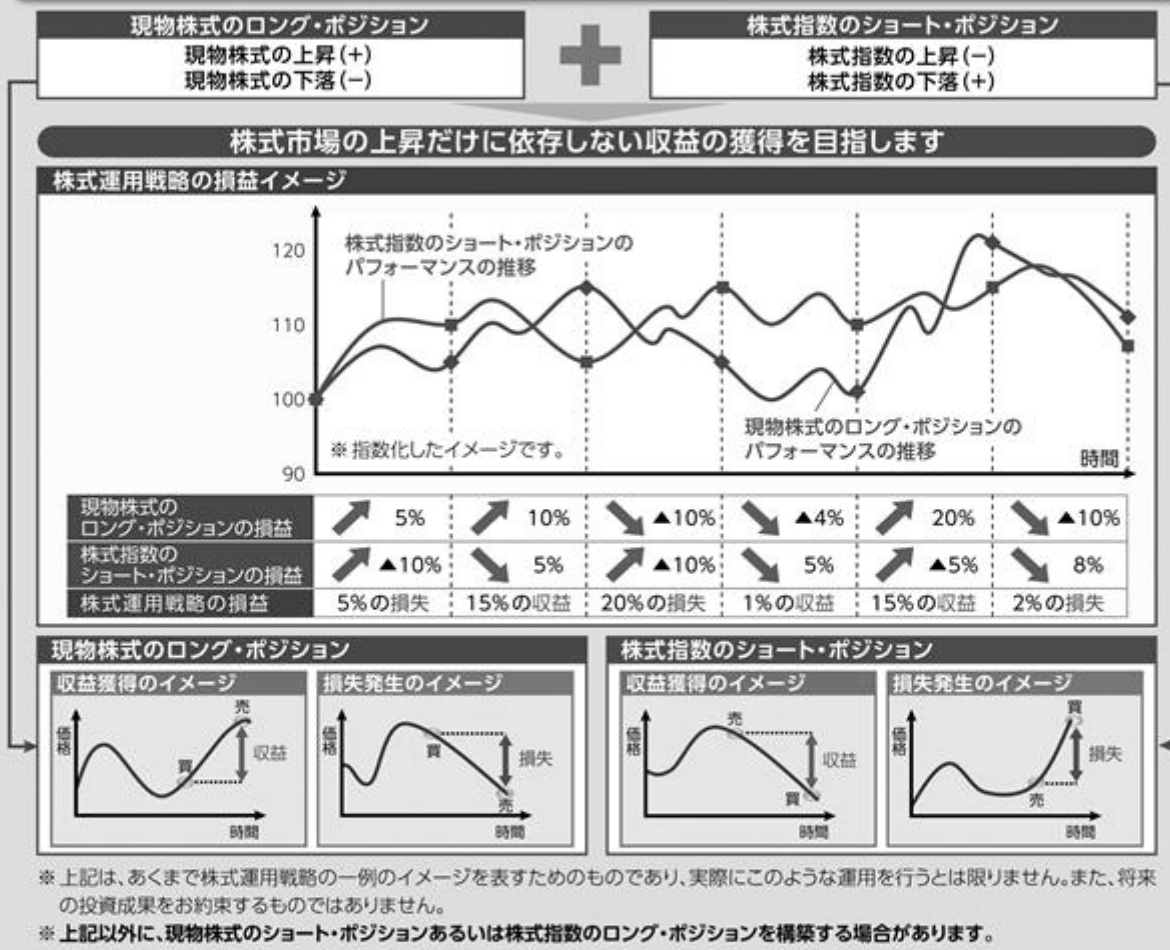 現物株式のロング・ポジション
現物株式の上昇(+)
現物株式の下落(−)
株式指数のショート・ポジション
株式指数の上昇(−)
株式指数の下落(+)
株式市場の上昇だけに依存しない収益の獲得を目指します
株式運用戦略の損益イメージ
120
110
100
90
株式指数のショート・ポジションの
パフォーマンスの推移
現物株式のロング・ポジションの
パフォーマンスの推移
※指数化したイメージです。
時間
現物株式の
ロング・ポジションの損益
5% 10% ▲10% ▲4% 20% ▲10%
株式指数の
ショート・ポジションの損益
▲10% 5% ▲10% 5% ▲5% 8%
株式運用戦略の損益 5%の損失 15%の収益 20%の損失 1%の収益 15%の収益 2%の損失
現物株式のロング・ポジション
収益獲得のイメージ
価格
売
買
収益
時間
損失発生のイメージ
価格
買
損失
売
時間
株式指数のショート・ポジション
収益獲得のイメージ
価格
売
収益
買
時間
損失発生のイメージ
価格
買
損失
売
時間
※上記は、あくまで株式運用戦略の一例のイメージを表すためのものであり、実際にこのような運用を行うとは限りません。また、将来
の投資成果をお約束するものではありません。
※上記以外に、現物株式のショート・ポジションあるいは株式指数のロング・ポジションを構築する場合があります。